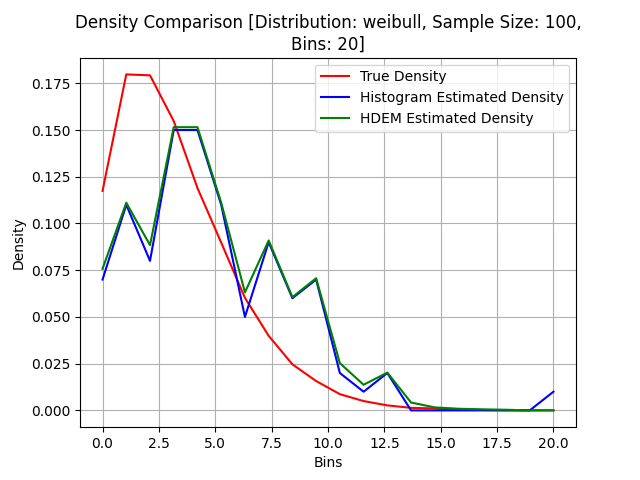 Density Comparison [Distribution: weibull, Sample Size: 100,
Bins: 20]
True Density
Histogram Estimated Density
HDEM Estimated Density
Density
0.175
0.150
0.125
0.100
0.075
0.050
0.025
0.000
0.0 2.5 5.0 7.5 10.0 12.5 15.0 17.5 20.0
Bins